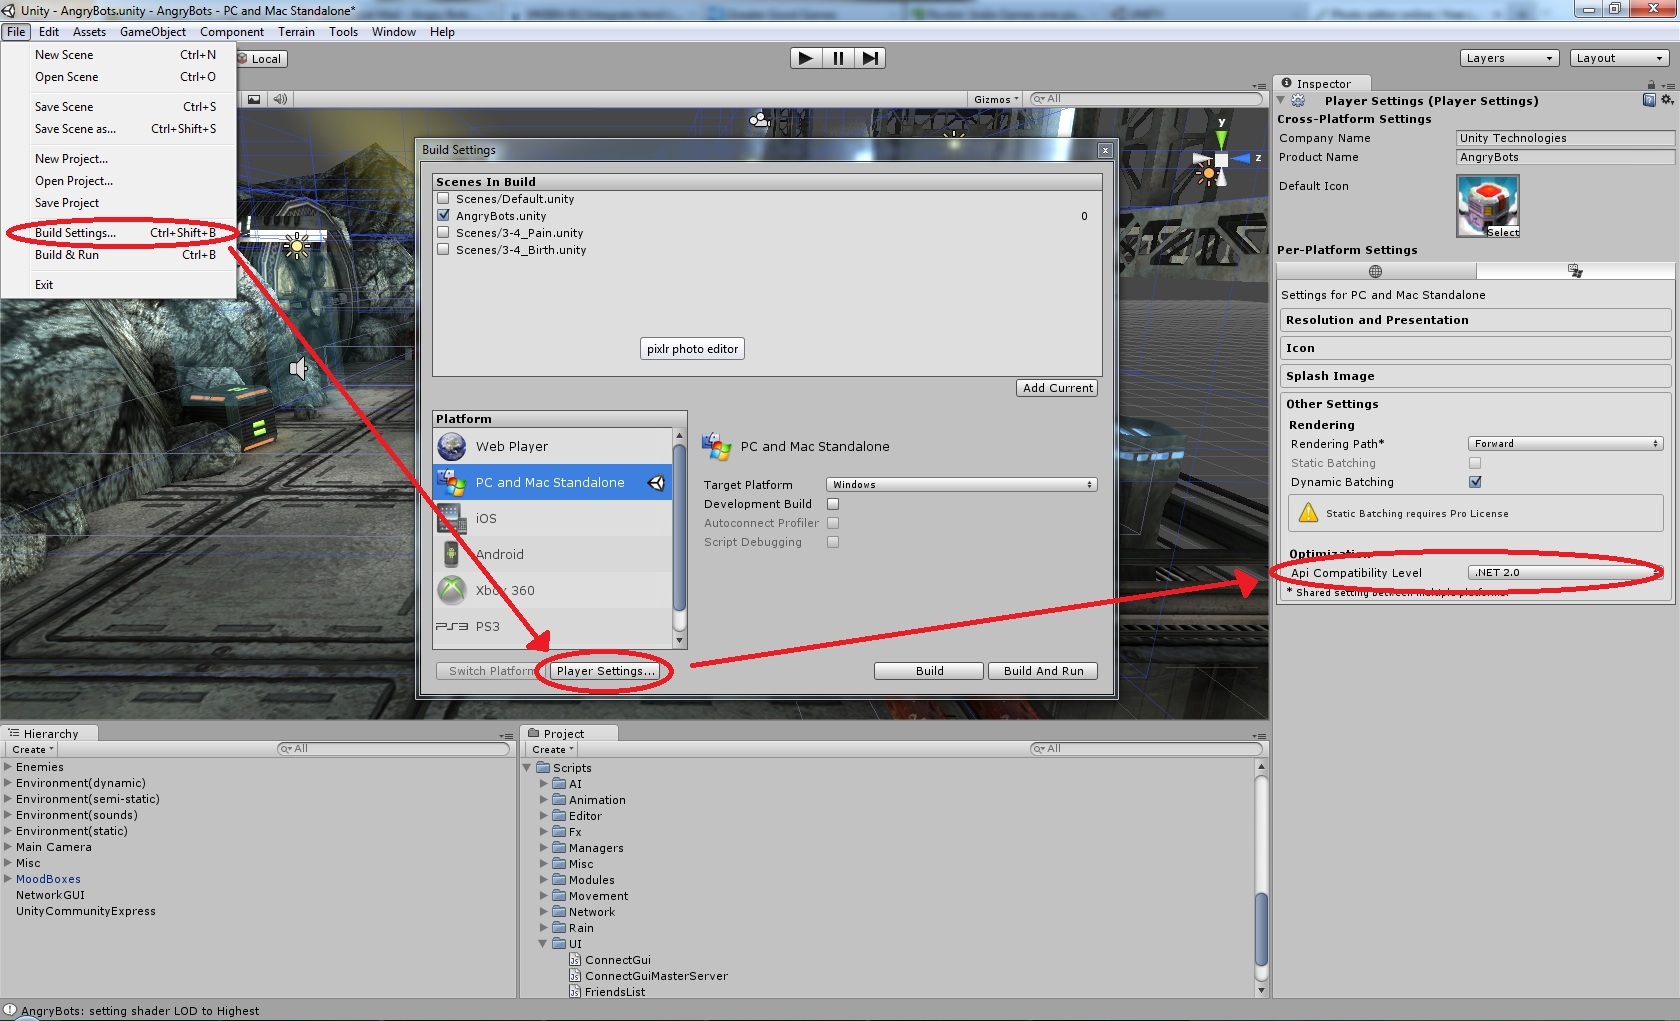 Unity - AngryBots.unity - AngryBots - PC and Mac Standalone*
File Edit Assets GameObject Component Terrain Tools Window Help
New Scene Ctrl+N
Open Scene Ctrl+O
Save Scene Ctrl+S
Save Scene as... Ctrl+Shift+S
New Project...
Open Project...
Save Project
Build Settings... Ctrl+Shift+B
Build & Run Ctrl+B
Exit
Local
Layers
Layout
Gizmos
All
y
z
Build Settings
x
Scenes In Build
Scenes/Default.unity
AngryBots.unity 0
Scenes/3-4_Pain.unity
Scenes/3-4_Birth.unity
pixlr photo editor
Add Current
Platform
Web Player
PC and Mac Standalone
iOS
Android
Xbox 360
PS3 PS3
PC and Mac Standalone
Target Platform Windows
Development Build
Autoconnect Profiler
Script Debugging
Switch Platform
Player Settings...
Build
Build And Run
Inspector
Player Settings (Player Settings)
Cross-Platform Settings
Company Name Unity Technologies
Product Name AngryBots
Default Icon
Select
Per-Platform Settings
Settings for PC and Mac Standalone
Resolution and Presentation
Icon
Splash Image
Other Settings
Rendering
Rendering Path* Forward
Static Batching
Dynamic Batching
Static Batching requires Pro License
Optimization
Api Compatibility Level .NET 2.0
* Shared setting between multiple platforms.
Hierarchy
Create All
Enemies
Environment(dynamic)
Environment(semi-static)
Environment(sounds)
Environment(static)
Main Camera
Misc
MoodBoxes
NetworkGUI
UnityCommunityExpress
Project
Create All
Scripts
AI
Animation
Editor
Fx
Managers
Misc
Modules
Movement
Network
Rain
UI
ConnectGui
ConnectGuiMasterServer
FriendsList
AngryBots: setting shader LOD to Highest